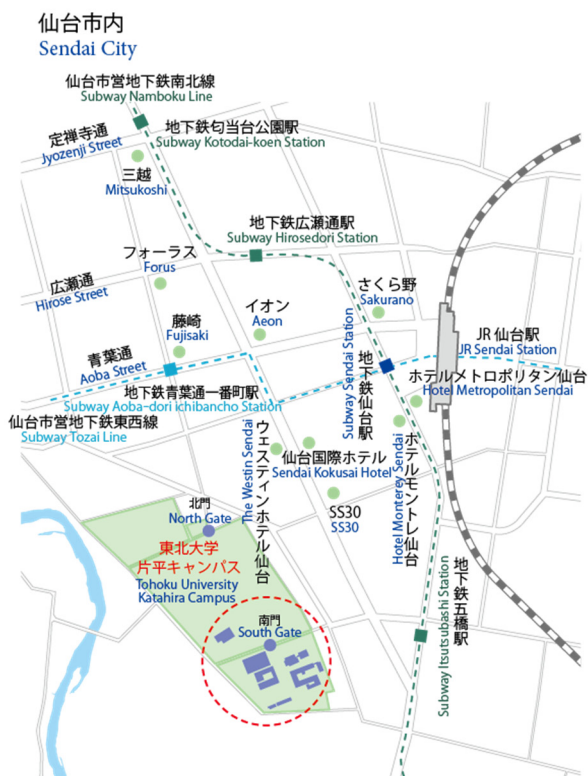 仙台市内
Sendai City
仙台市営地下鉄南北線
Subway Namboku Line
定禅寺通
Jyozenji Street
地下鉄勾当台公園駅
Subway Kotodai-koen Station
三越
Mitsukoshi
地下鉄広瀬通駅
Subway Hirosedori Station
フォーラス
Forus
広瀬通
Hirose Street
さくら野
Sakurano
イオン
Aeon
藤崎
Fujisaki
青葉通
Aoba Street
JR 仙台駅
JR Sendai Station
地下鉄仙台駅
Subway Sendai Station
ホテルメトロポリタン仙台
Hotel Metropolitan Sendai
地下鉄青葉通一番町駅
Subway Aoba-dori ichibancho Station
仙台市営地下鉄東西線
Subway Tozai Line
ウェスティンホテル仙台
The Westin Sendai
仙台国際ホテル
Sendai Kokusai Hotel
ホテルモントレ仙台
Hotel Monterey Sendai
SS30
SS30
北門
North Gate
東北大学
片平キャンパス
Tohoku University
Katahira Campus
地下鉄五橋駅
Subway Itsutsubashi Station
南門
South Gate